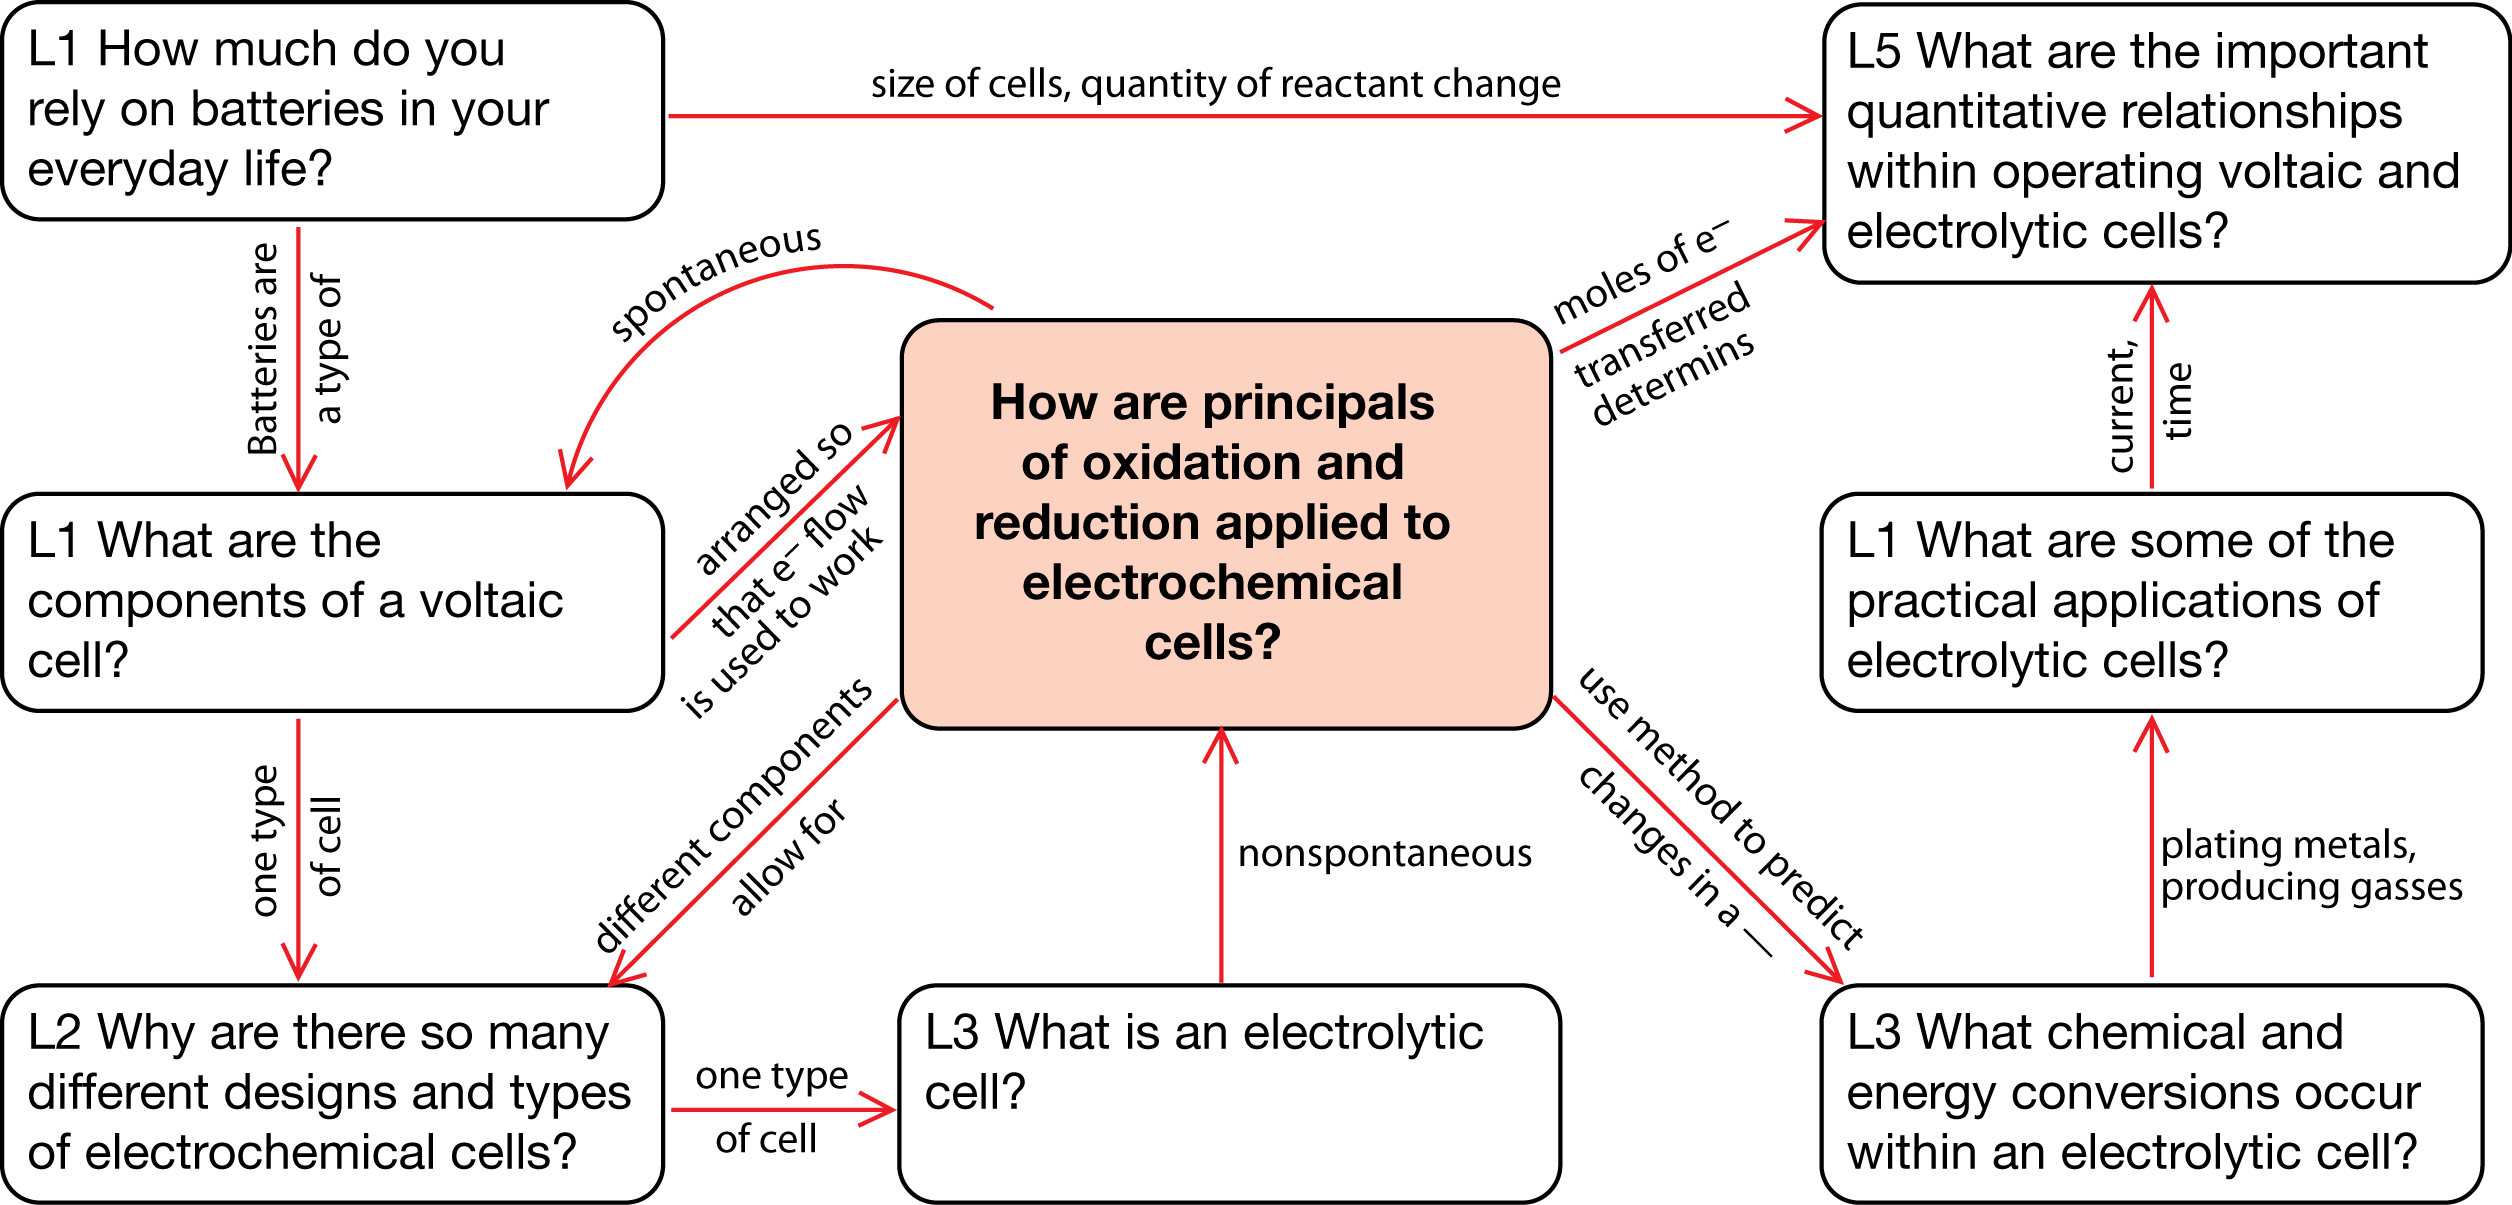 L1 How much do you
rely on batteries in your
everyday life?
size of cells, quantity of reactant change
L5 What are the important
quantitative relationships
within operating voltaic and
electrolytic cells?
Batteries are
a type of
spontaneous
moles of e⁻
transferred
determins
current,
time
How are principals
of oxidation and
reduction applied to
electrochemical
cells?
arranged so
that e⁻ flow
is used to work
L1 What are the
components of a voltaic
cell?
L1 What are some of the
practical applications of
electrolytic cells?
one type
of cell
different components
allow for
nonspontaneous
use method to predict
changes in a __
plating metals,
producing gasses
L2 Why are there so many
different designs and types
of electrochemical cells?
one type
of cell
L3 What is an electrolytic
cell?
L3 What chemical and
energy conversions occur
within an electrolytic cell?